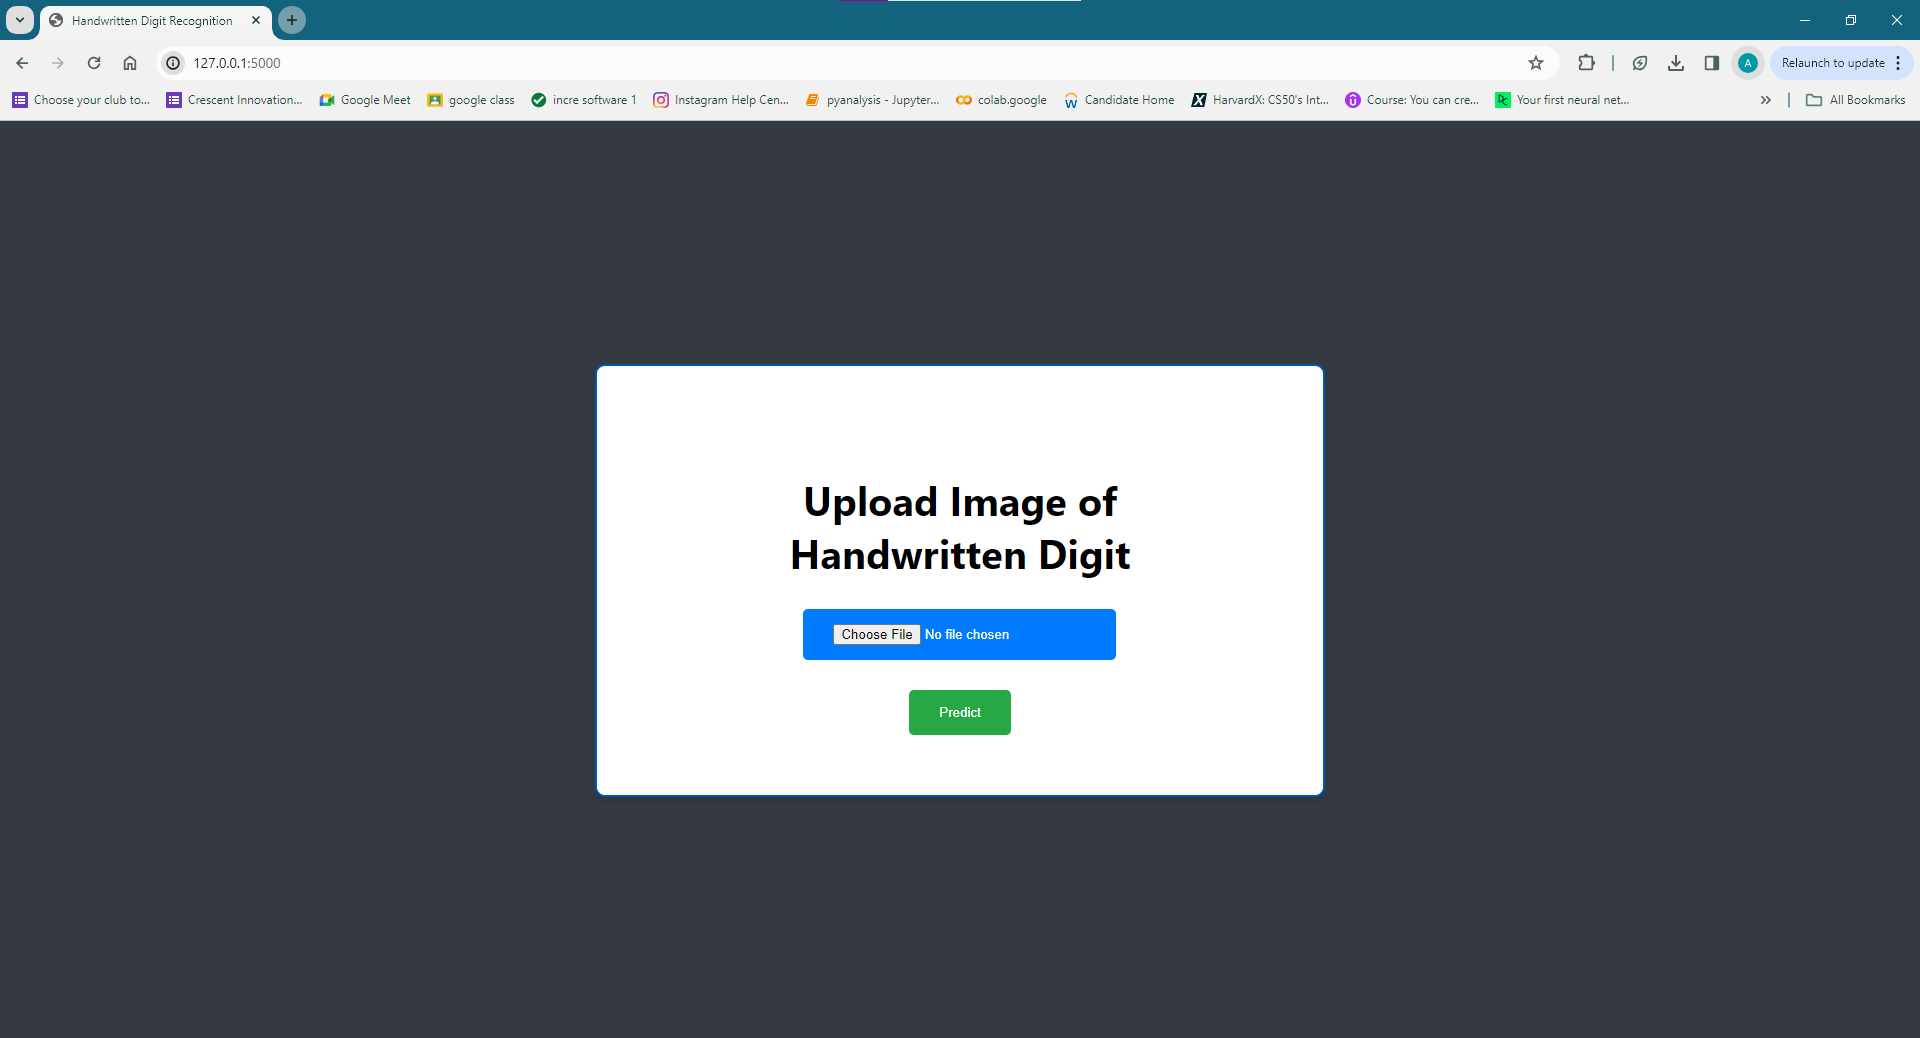 Handwritten Digit Recognition
127.0.0.1:5000
A
Relaunch to update
Choose your club to...
Crescent Innovation...
Google Meet
google class
incre software 1
Instagram Help Cen...
pyanalysis - Jupyter...
colab.google
Candidate Home
HarvardX: CS50's Int...
Course: You can cre...
Your first neural net...
All Bookmarks
Upload Image of
Handwritten Digit
Choose File No file chosen
Predict